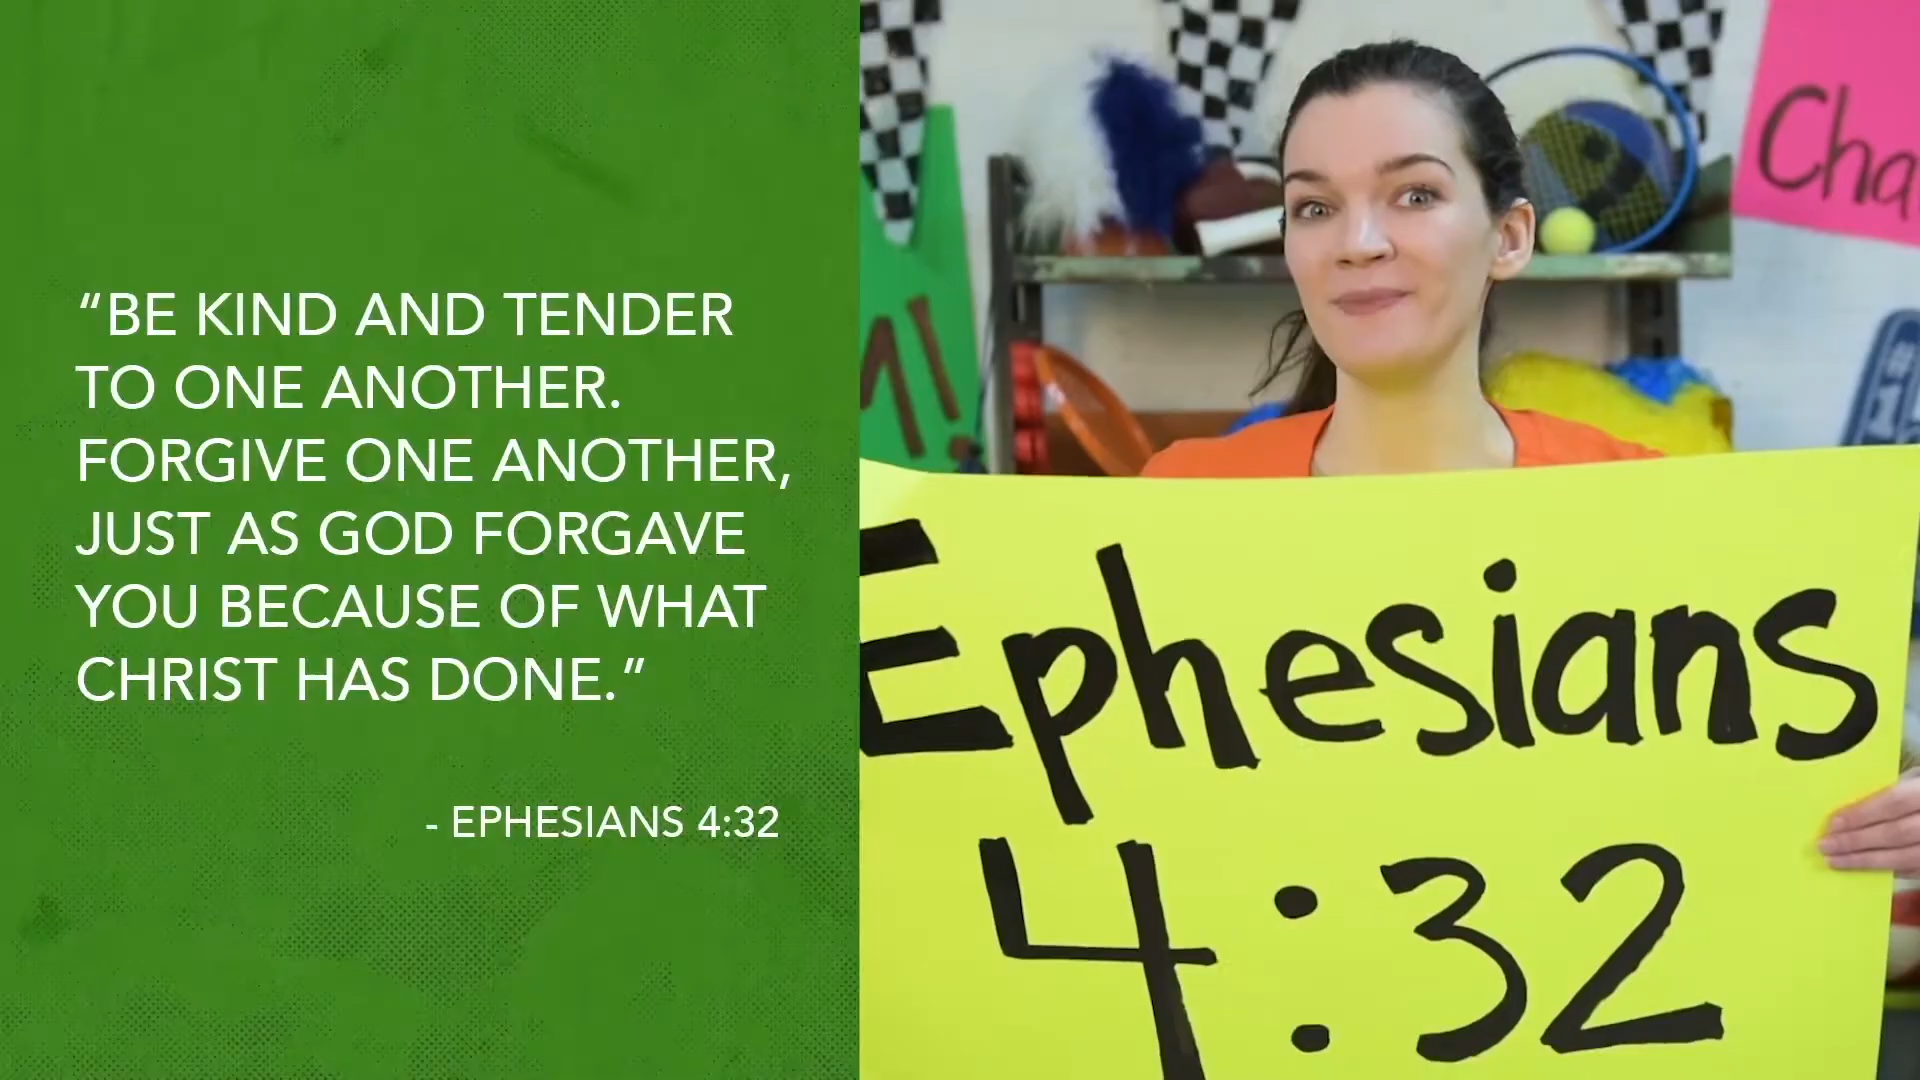 “BE KIND AND TENDER
TO ONE ANOTHER.
FORGIVE ONE ANOTHER,
JUST AS GOD FORGAVE
YOU BECAUSE OF WHAT
CHRIST HAS DONE.”
- EPHESIANS 4:32
Cha
M!
#1
Ephesians
4:32